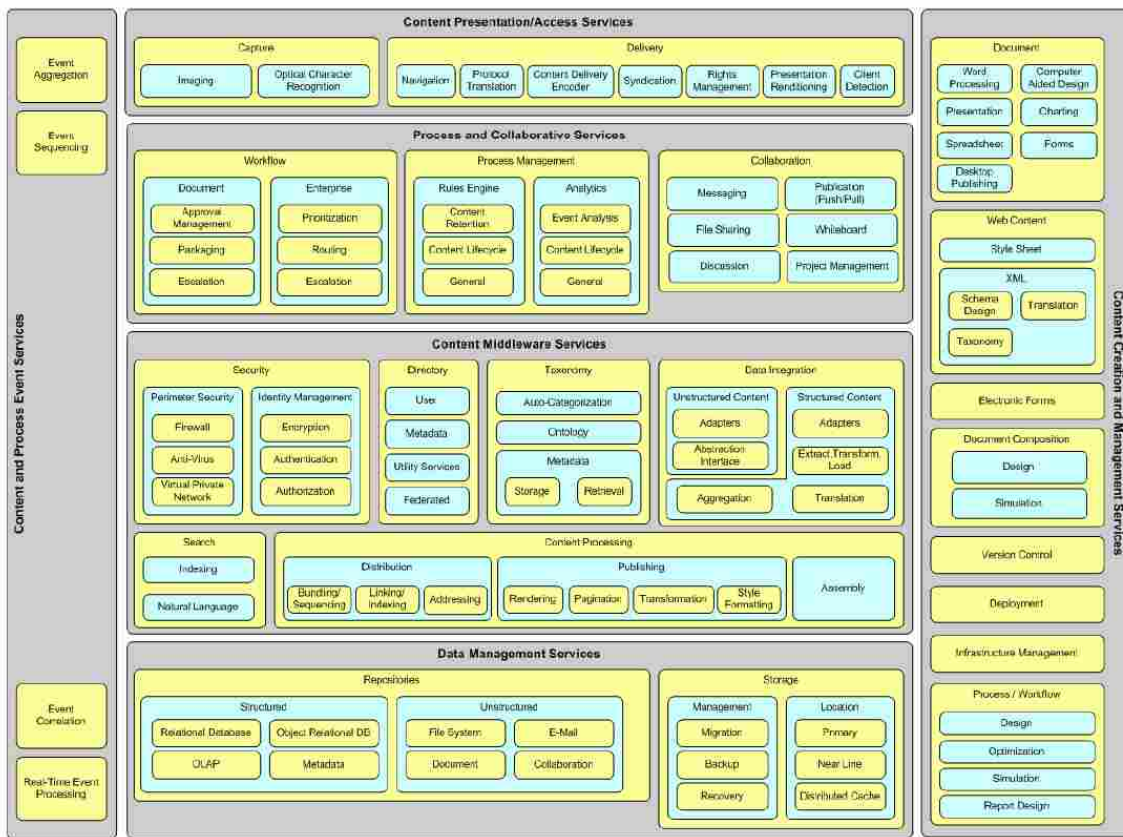 Content and Process Event Services
Event
Aggregation
Event
Sequencing
Event
Correlation
Real-Time Event
Processing
Content Presentation/Access Services
Capture
Imaging
Optical Character
Recognition
Delivery
Navigation
Protocol
Translation
Content Delivery
Encoder
Syndication
Rights
Management
Presentation
Renditioning
Client
Detection
Process and Collaborative Services
Workflow
Document
Approval
Management
Packaging
Escalation
Enterprise
Prioritization
Routing
Escalation
Process Management
Rules Engine
Content
Retention
Content Lifecycle
General
Analytics
Event Analysis
Content Lifecycle
General
Collaboration
Messaging
Publication
(Push/Pull)
File Sharing
Whiteboard
Discussion
Project Management
Content Middleware Services
Security
Perimeter Security
Firewall
Anti-Virus
Virtual Private
Network
Identity Management
Encryption
Authentication
Authorization
Directory
User
Metadata
Utility Services
Federated
Taxonomy
Auto-Categorization
Ontology
Metadata
Storage
Retrieval
Data Integration
Unstructured Content
Adapters
Abstraction
Interface
Structured Content
Adapters
Extract,Transform,
Load
Aggregation
Translation
Search
Indexing
Natural Language
Content Processing
Distribution
Bundling/
Sequencing
Linking/
Indexing
Addressing
Publishing
Rendering
Pagination
Transformation
Style
Formatting
Assembly
Data Management Services
Repositories
Structured
Relational Database
Object Relational DB
OLAP
Metadata
Unstructured
File System
E-Mail
Document
Collaboration
Storage
Management
Migration
Backup
Recovery
Location
Primary
Near Line
Distributed Cache
Content Creation and Management Services
Document
Word
Processing
Computer
Aided Design
Presentation
Charting
Spreadsheet
Forms
Desktop
Publishing
Web Content
Style Sheet
XML
Schema
Design
Translation
Taxonomy
Electronic Forms
Document Composition
Design
Simulation
Version Control
Deployment
Infrastructure Management
Process / Workflow
Design
Optimization
Simulation
Report Design